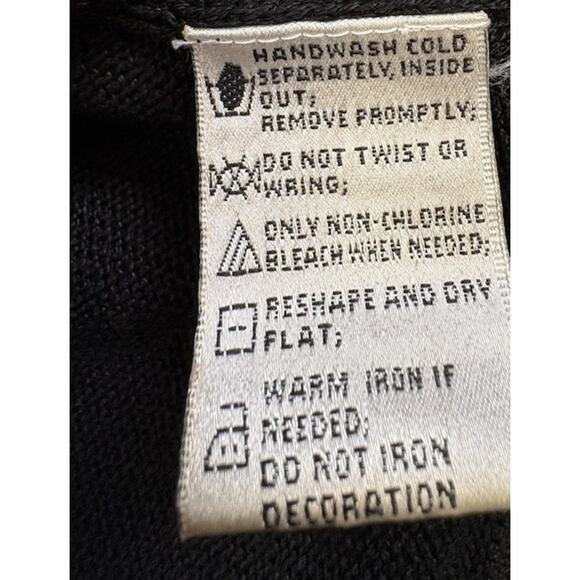 HANDWASH COLD
SEPARATELY, INSIDE
OUT;
REMOVE PROMPTLY;
DO NOT TWIST OR
WRING;
ONLY NON-CHLORINE
BLEACH WHEN NEEDED;
RESHAPE AND DRY
FLAT;
WARM IRON IF
NEEDED;
DO NOT IRON
DECORATION